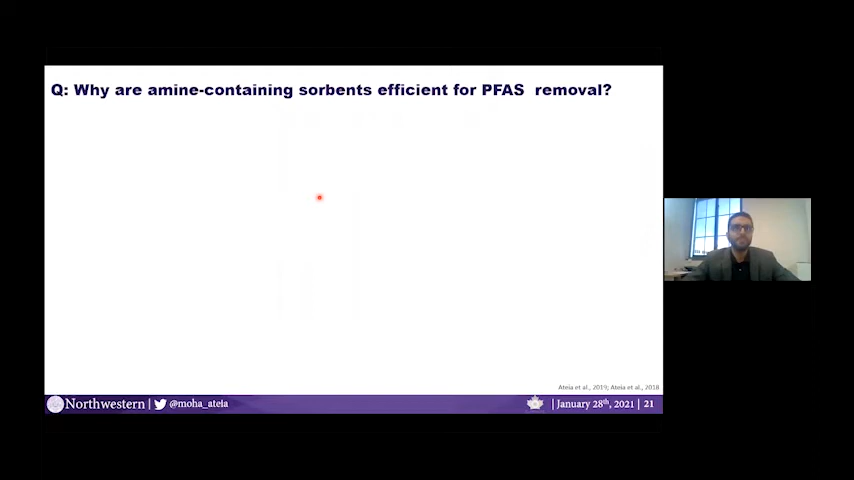 Q: Why are amine-containing sorbents efficient for PFAS removal?
Ateia et al., 2019; Ateia et al., 2018
Northwestern | @moha_ateia | January 28th, 2021 | 21